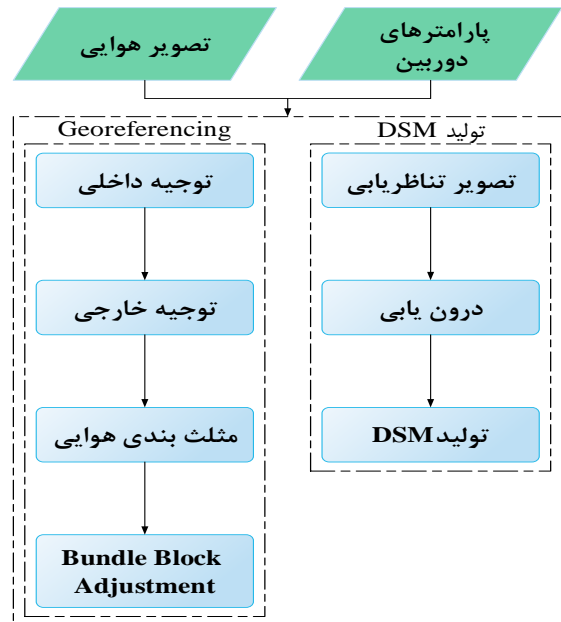 تصویر هوایی
پارامترهای
دوربین
Georeferencing
توجیه داخلی
توجیه خارجی
مثلث بندی هوایی
Bundle Block
Adjustment
تولید DSM
تصویر تناظریابی
درون یابی
تولید DSM